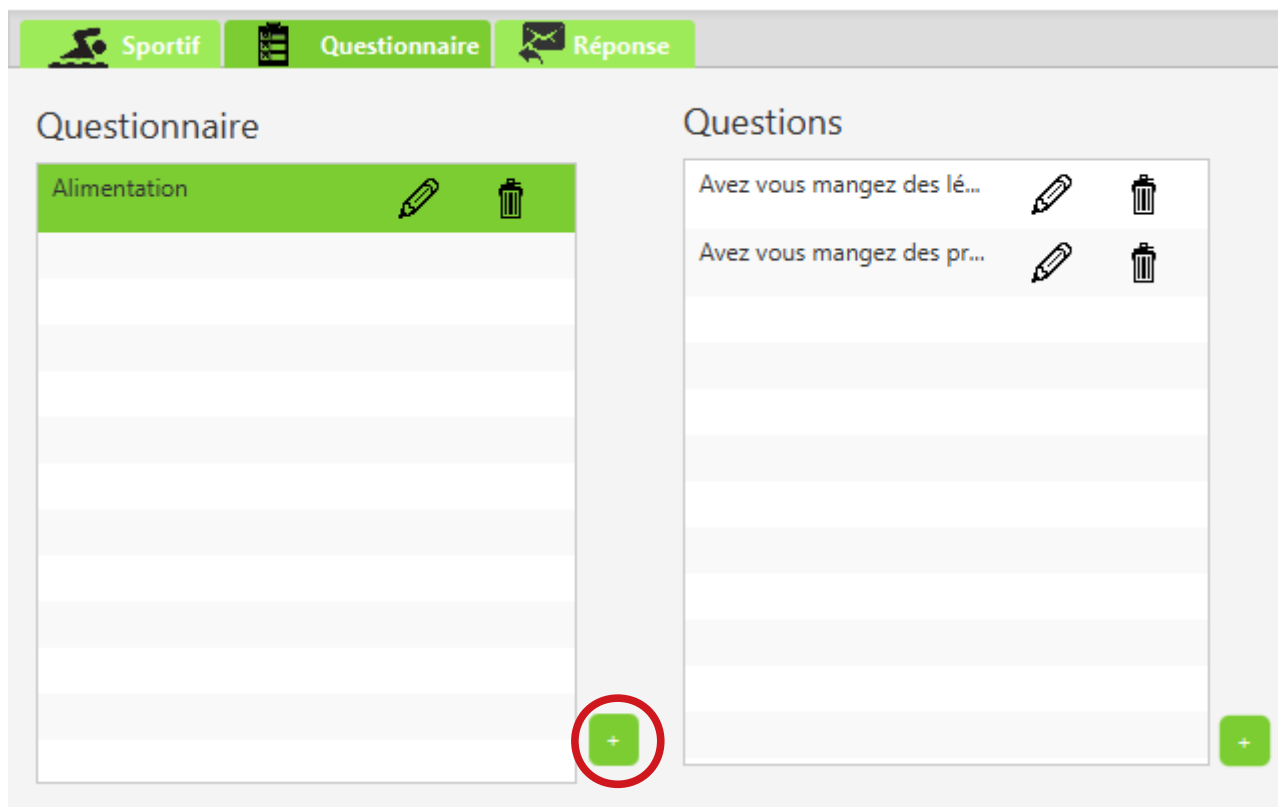 Sportif Questionnaire Réponse
Questionnaire
Alimentation
+
Questions
Avez vous mangez des lé...
Avez vous mangez des pr...
+